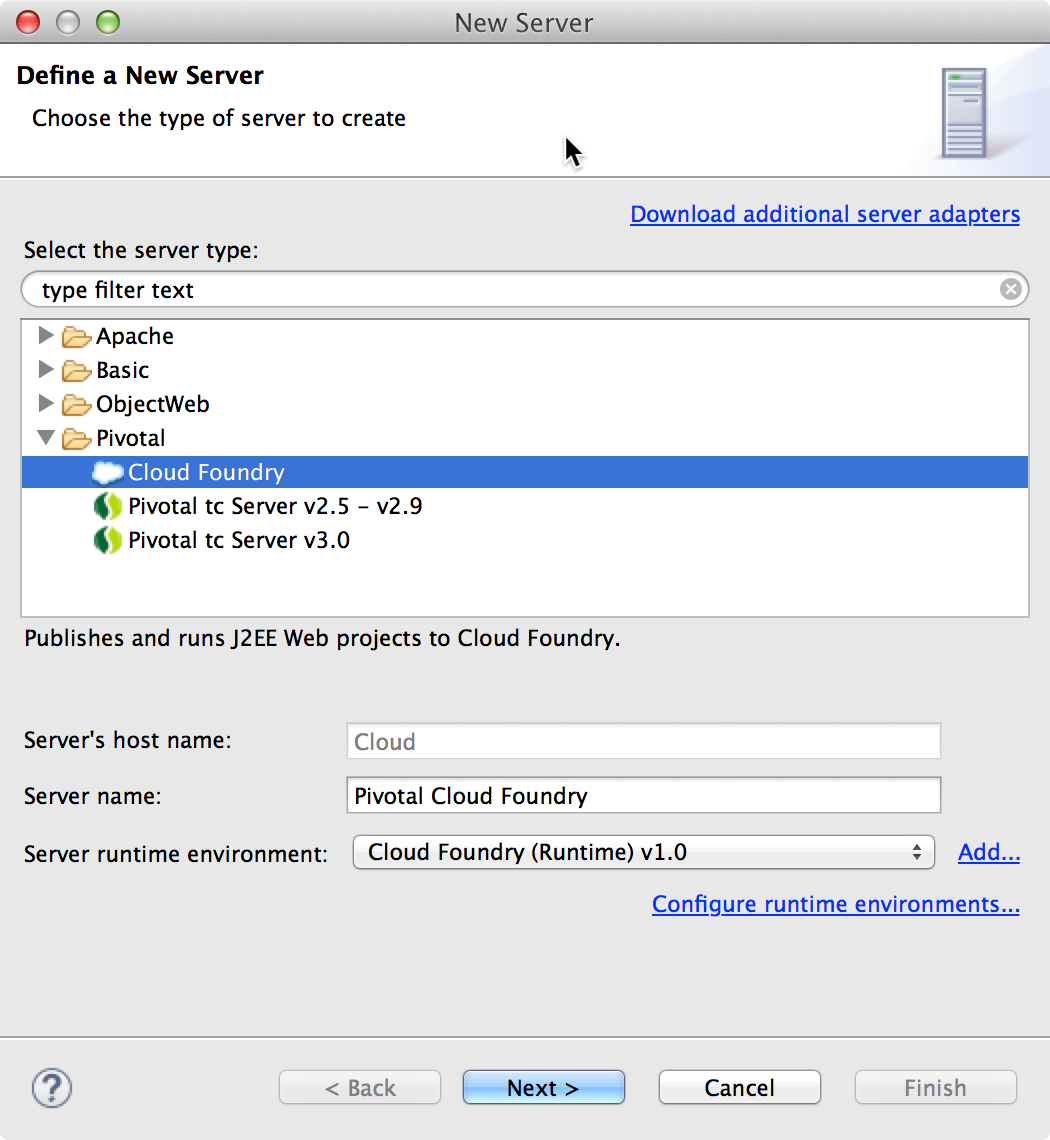 New Server
Define a New Server
Choose the type of server to create
Download additional server adapters
Select the server type:
type filter text
Apache
Basic
ObjectWeb
Pivotal
Cloud Foundry
Pivotal tc Server v2.5 – v2.9
Pivotal tc Server v3.0
Publishes and runs J2EE Web projects to Cloud Foundry.
Server's host name: Cloud
Server name: Pivotal Cloud Foundry
Server runtime environment: Cloud Foundry (Runtime) v1.0 Add...
Configure runtime environments...
? < Back Next > Cancel Finish